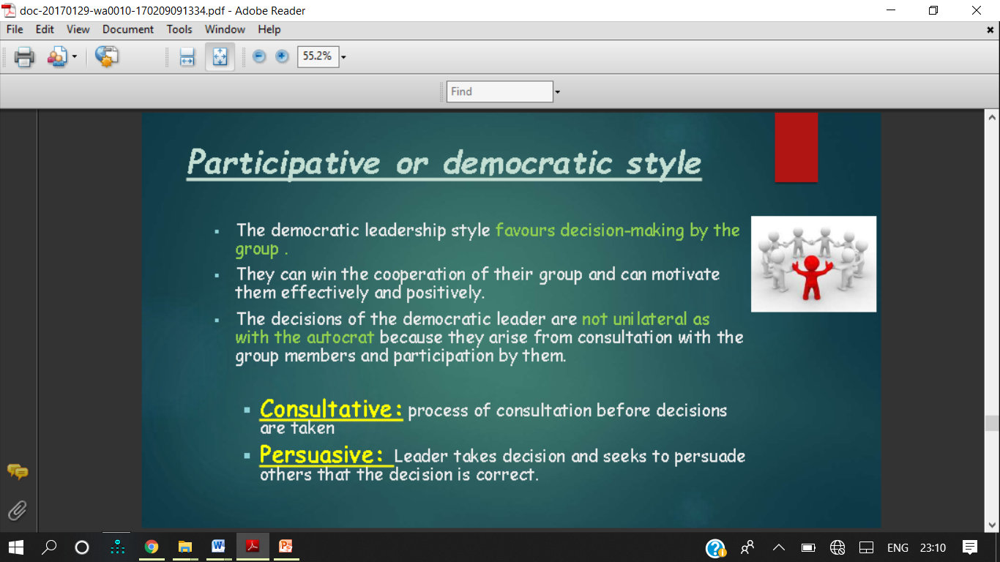 doc-20170129-wa0010-170209091334.pdf - Adobe Reader
File Edit View Document Tools Window Help
55.2%
Find
Participative or democratic style
▪ The democratic leadership style favours decision-making by the
group .
▪ They can win the cooperation of their group and can motivate
them effectively and positively.
▪ The decisions of the democratic leader are not unilateral as
with the autocrat because they arise from consultation with the
group members and participation by them.
▪ Consultative: process of consultation before decisions
are taken
▪ Persuasive: Leader takes decision and seeks to persuade
others that the decision is correct.
ENG 23:10